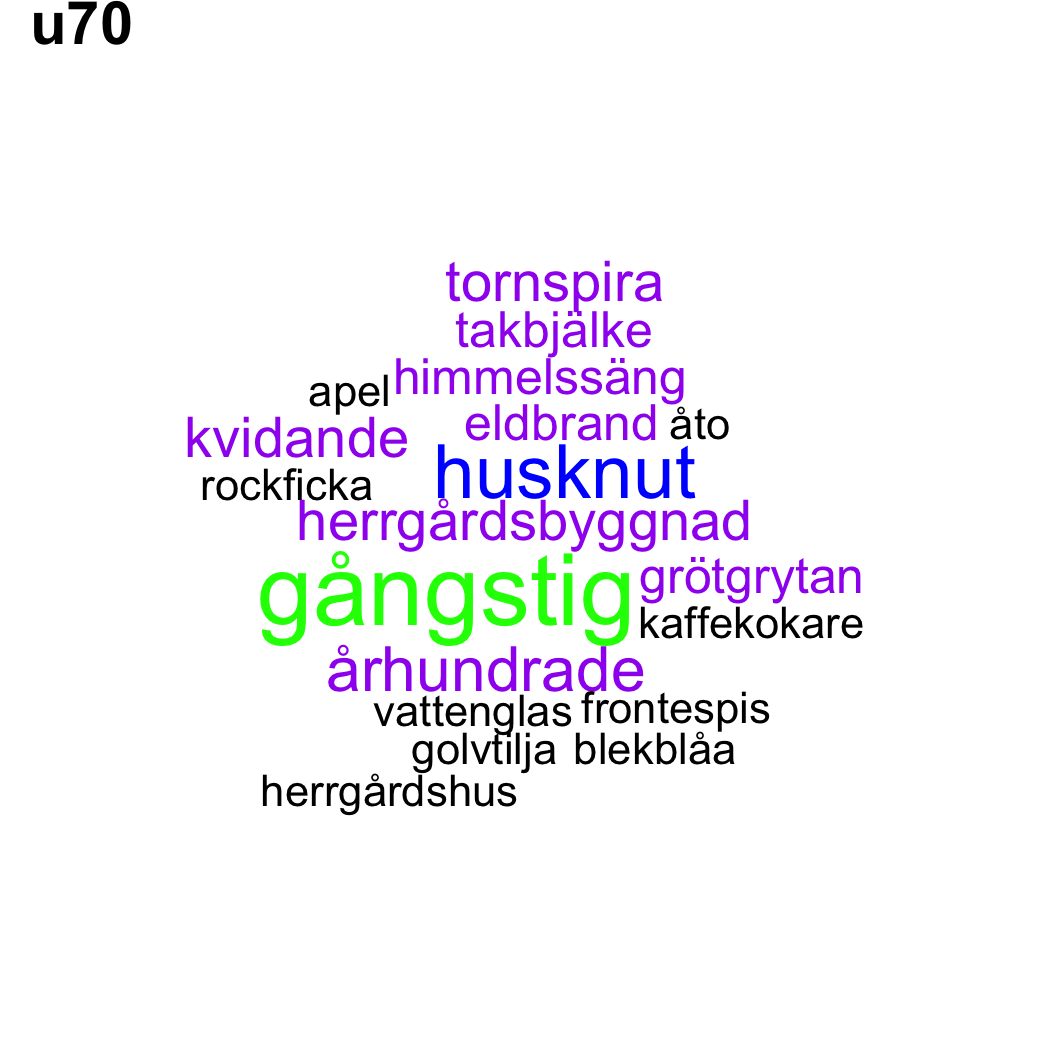 u70
tornspira
takbjälke
himmelssäng
apel
eldbrand åto
kvidande
husknut
rockficka
herrgårdsbyggnad
gångstig grötgrytan
kaffekokare
århundrade
vattenglas frontespis
golvtilja blekblåa
herrgårdshus